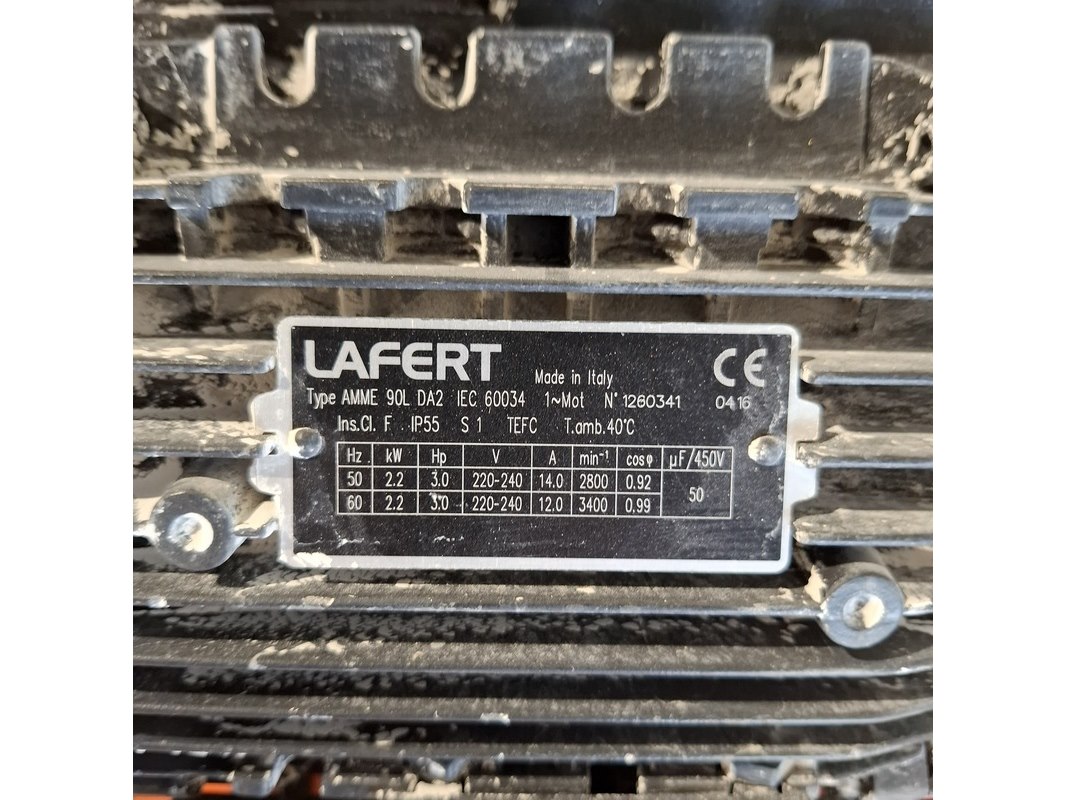 LAFERT Made in Italy CE
Type AMME 90L DA2 IEC 60034 1~Mot N° 1260341 0416
Ins.Cl. F IP55 S 1 TEFC T.amb.40°C
Hz kW Hp V A min⁻¹ cosφ µF/450V
50 2.2 3.0 220-240 14.0 2800 0.92 50
60 2.2 3.0 220-240 12.0 3400 0.99